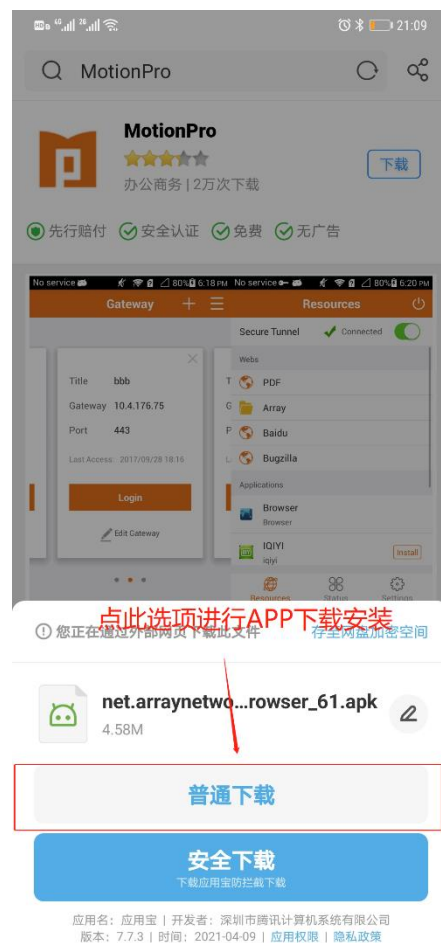 HD 4G 2G 21:09
MotionPro
MotionPro
办公商务 | 2万次下载
下载
先行赔付 安全认证 免费 无广告
No service 80% 6:18 PM No service 80% 6:20 PM
Gateway
Resources
Secure Tunnel Connected
Webs
Title bbb
PDF
Gateway 10.4.176.75
Array
Port 443
Baidu
Last Access: 2017/09/28 18:16
Bugzilla
Applications
Login
Browser
Browser
Edit Gateway
IQIYI
iqiyi
Install
Resources Status Settings
点此选项进行APP下载安装
您正在通过外部网页下载此文件 存至网盘加密空间
net.arraynetwo...rowser_61.apk
4.58M
普通下载
安全下载
下载应用宝防拦截下载
应用名：应用宝 | 开发者：深圳市腾讯计算机系统有限公司
版本：7.7.3 | 时间：2021-04-09 | 应用权限 | 隐私政策